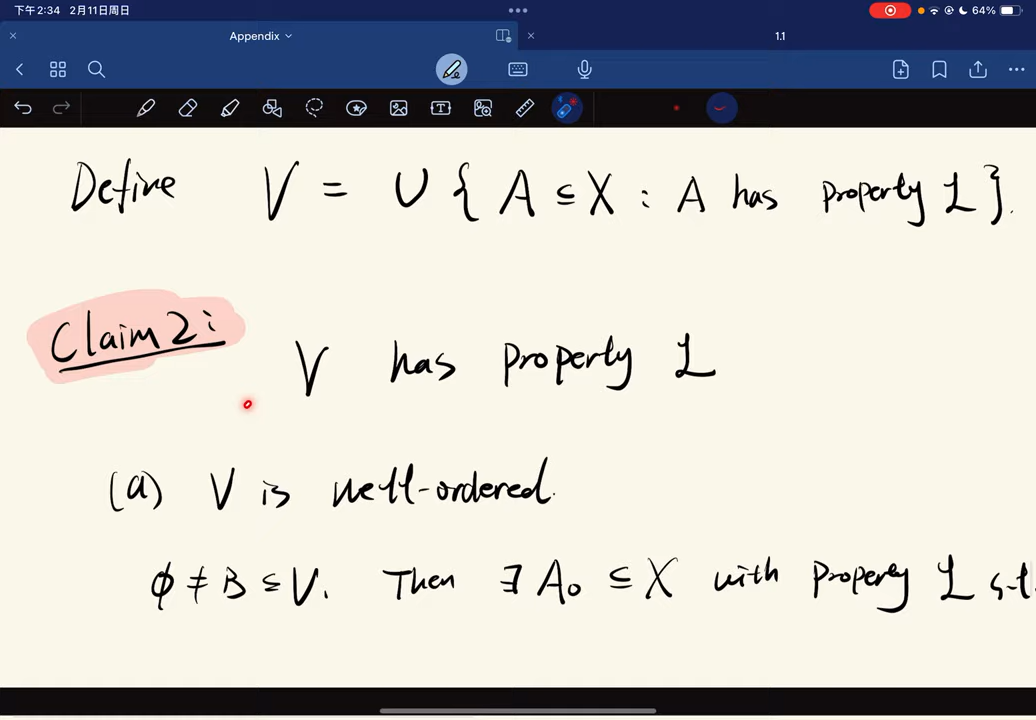 下午2:34 2月11日周日
64%
Appendix
1.1
Define V = ∪ { A ⊆ X : A has property L }.
Claim 2:
V has property L
(a) V is well-ordered.
ϕ ≠ B ⊆ V. Then ∃ A₀ ⊆ X with property L s.t.